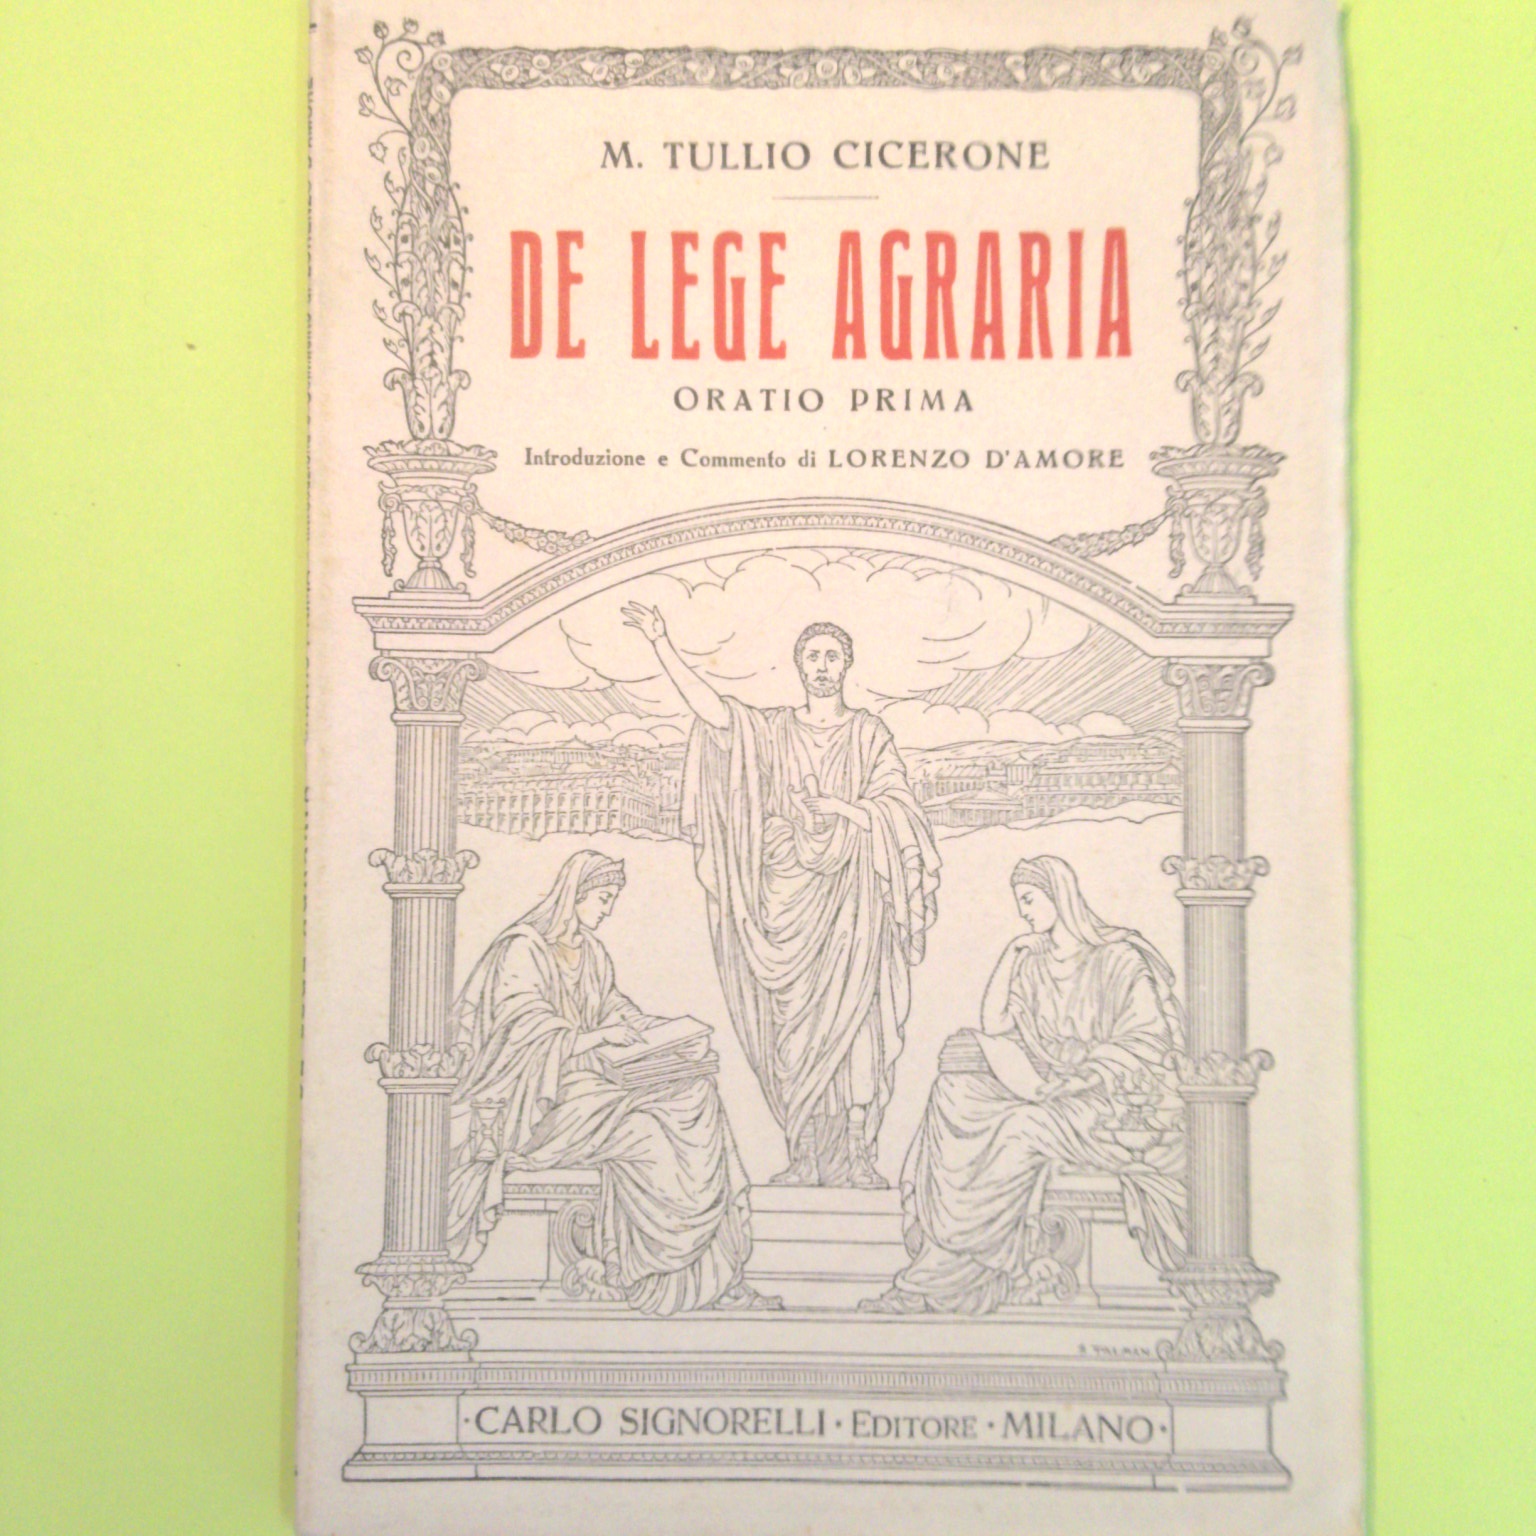 M. TULLIO CICERONE
DE LEGE AGRARIA
ORATIO PRIMA
Introduzione e Commento di LORENZO D'AMORE
·CARLO SIGNORELLI·EDITORE·MILANO·